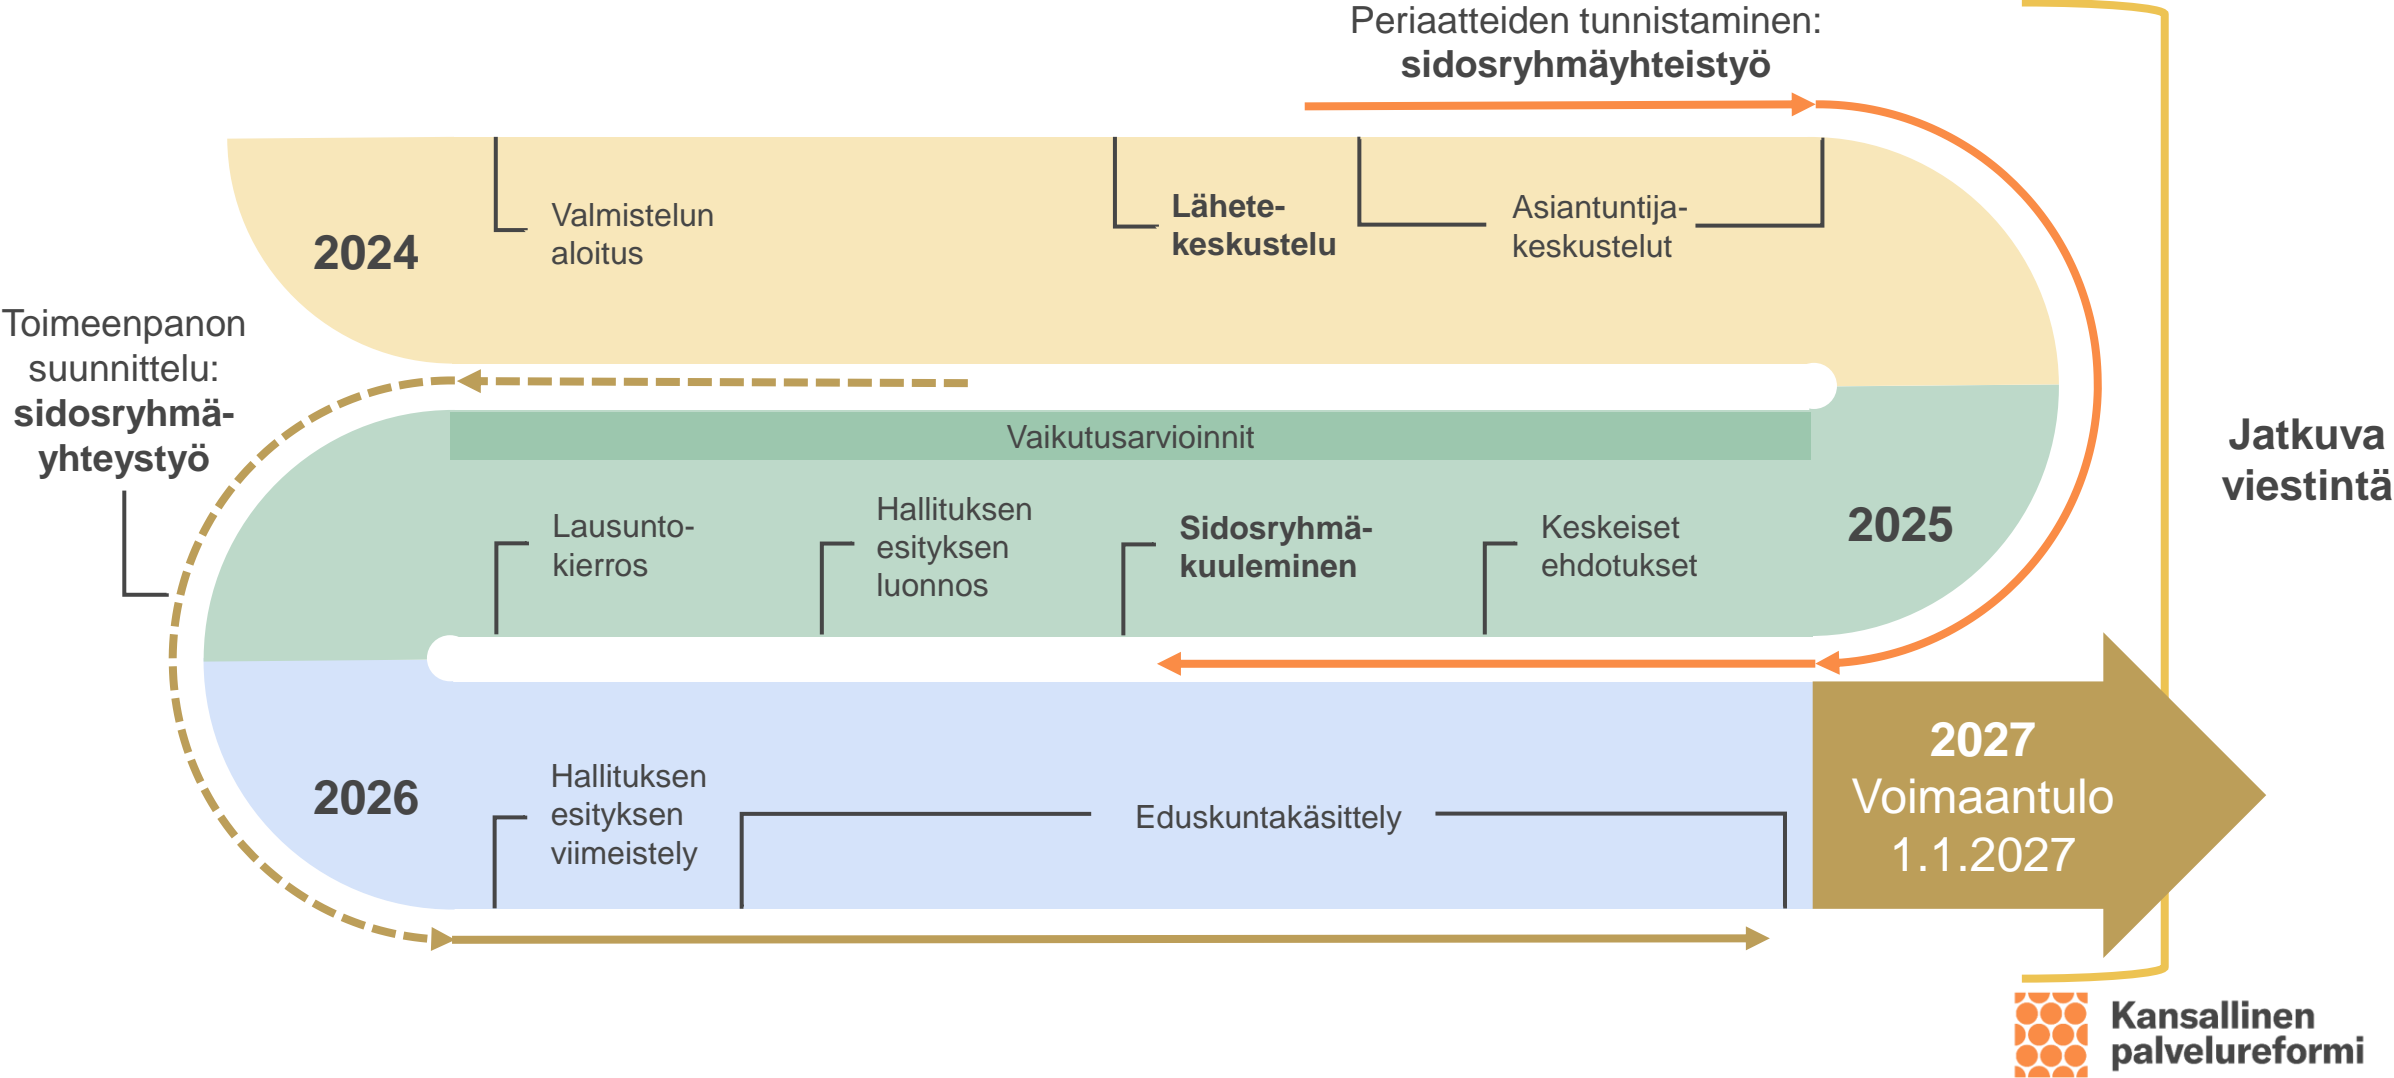 Periaatteiden tunnistaminen:
sidosryhmäyhteistyö
2024
Valmistelun
aloitus
Lähete-
keskustelu
Asiantuntija-
keskustelut
Toimeenpanon
suunnittelu:
sidosryhmä-
yhteystyö
Vaikutusarvioinnit
2025
Keskeiset
ehdotukset
Sidosryhmä-
kuuleminen
Hallituksen
esityksen
luonnos
Lausunto-
kierros
Jatkuva
viestintä
2026
Hallituksen
esityksen
viimeistely
Eduskuntakäsittely
2027
Voimaantulo
1.1.2027
Kansallinen
palvelureformi